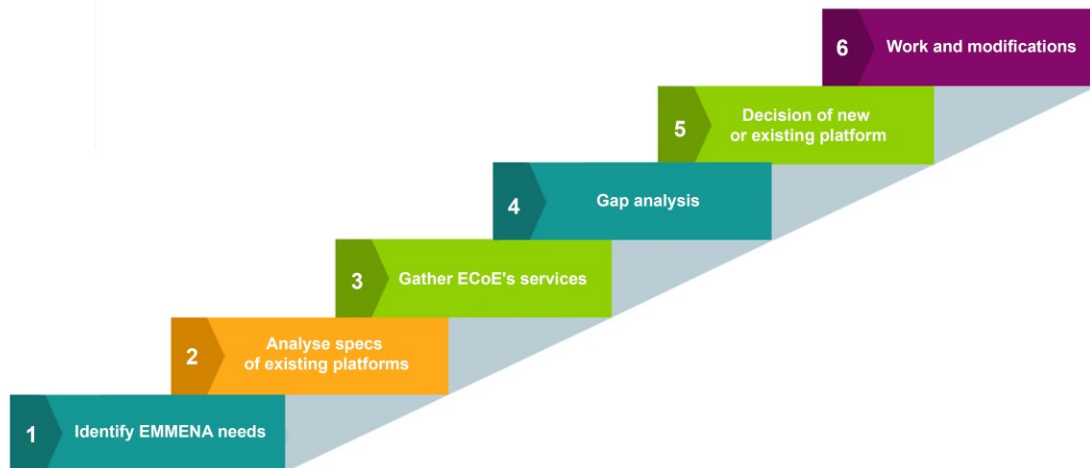 6 Work and modifications
5 Decision of new
or existing platform
4 Gap analysis
3 Gather ECoE's services
2 Analyse specs
of existing platforms
1 Identify EMMENA needs